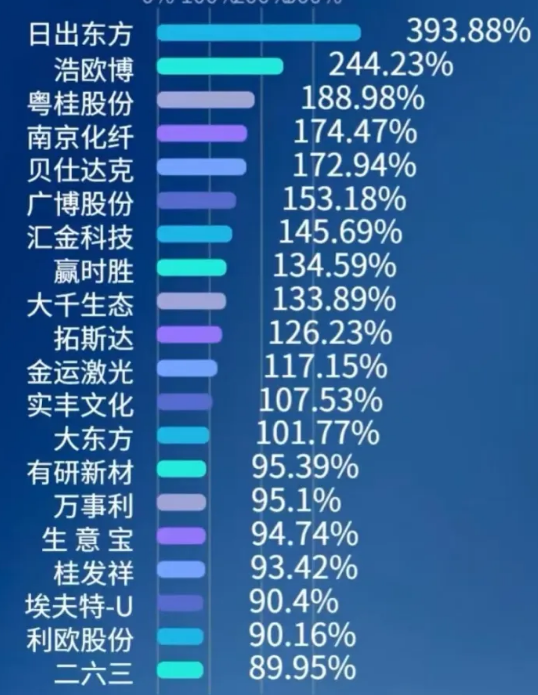 日出东方 393.88%
浩欧博 244.23%
粤桂股份 188.98%
南京化纤 174.47%
贝仕达克 172.94%
广博股份 153.18%
汇金科技 145.69%
赢时胜 134.59%
大千生态 133.89%
拓斯达 126.23%
金运激光 117.15%
实丰文化 107.53%
大东方 101.77%
有研新材 95.39%
万事利 95.1%
生 意 宝 94.74%
桂发祥 93.42%
埃夫特-U 90.4%
利欧股份 90.16%
二六三 89.95%